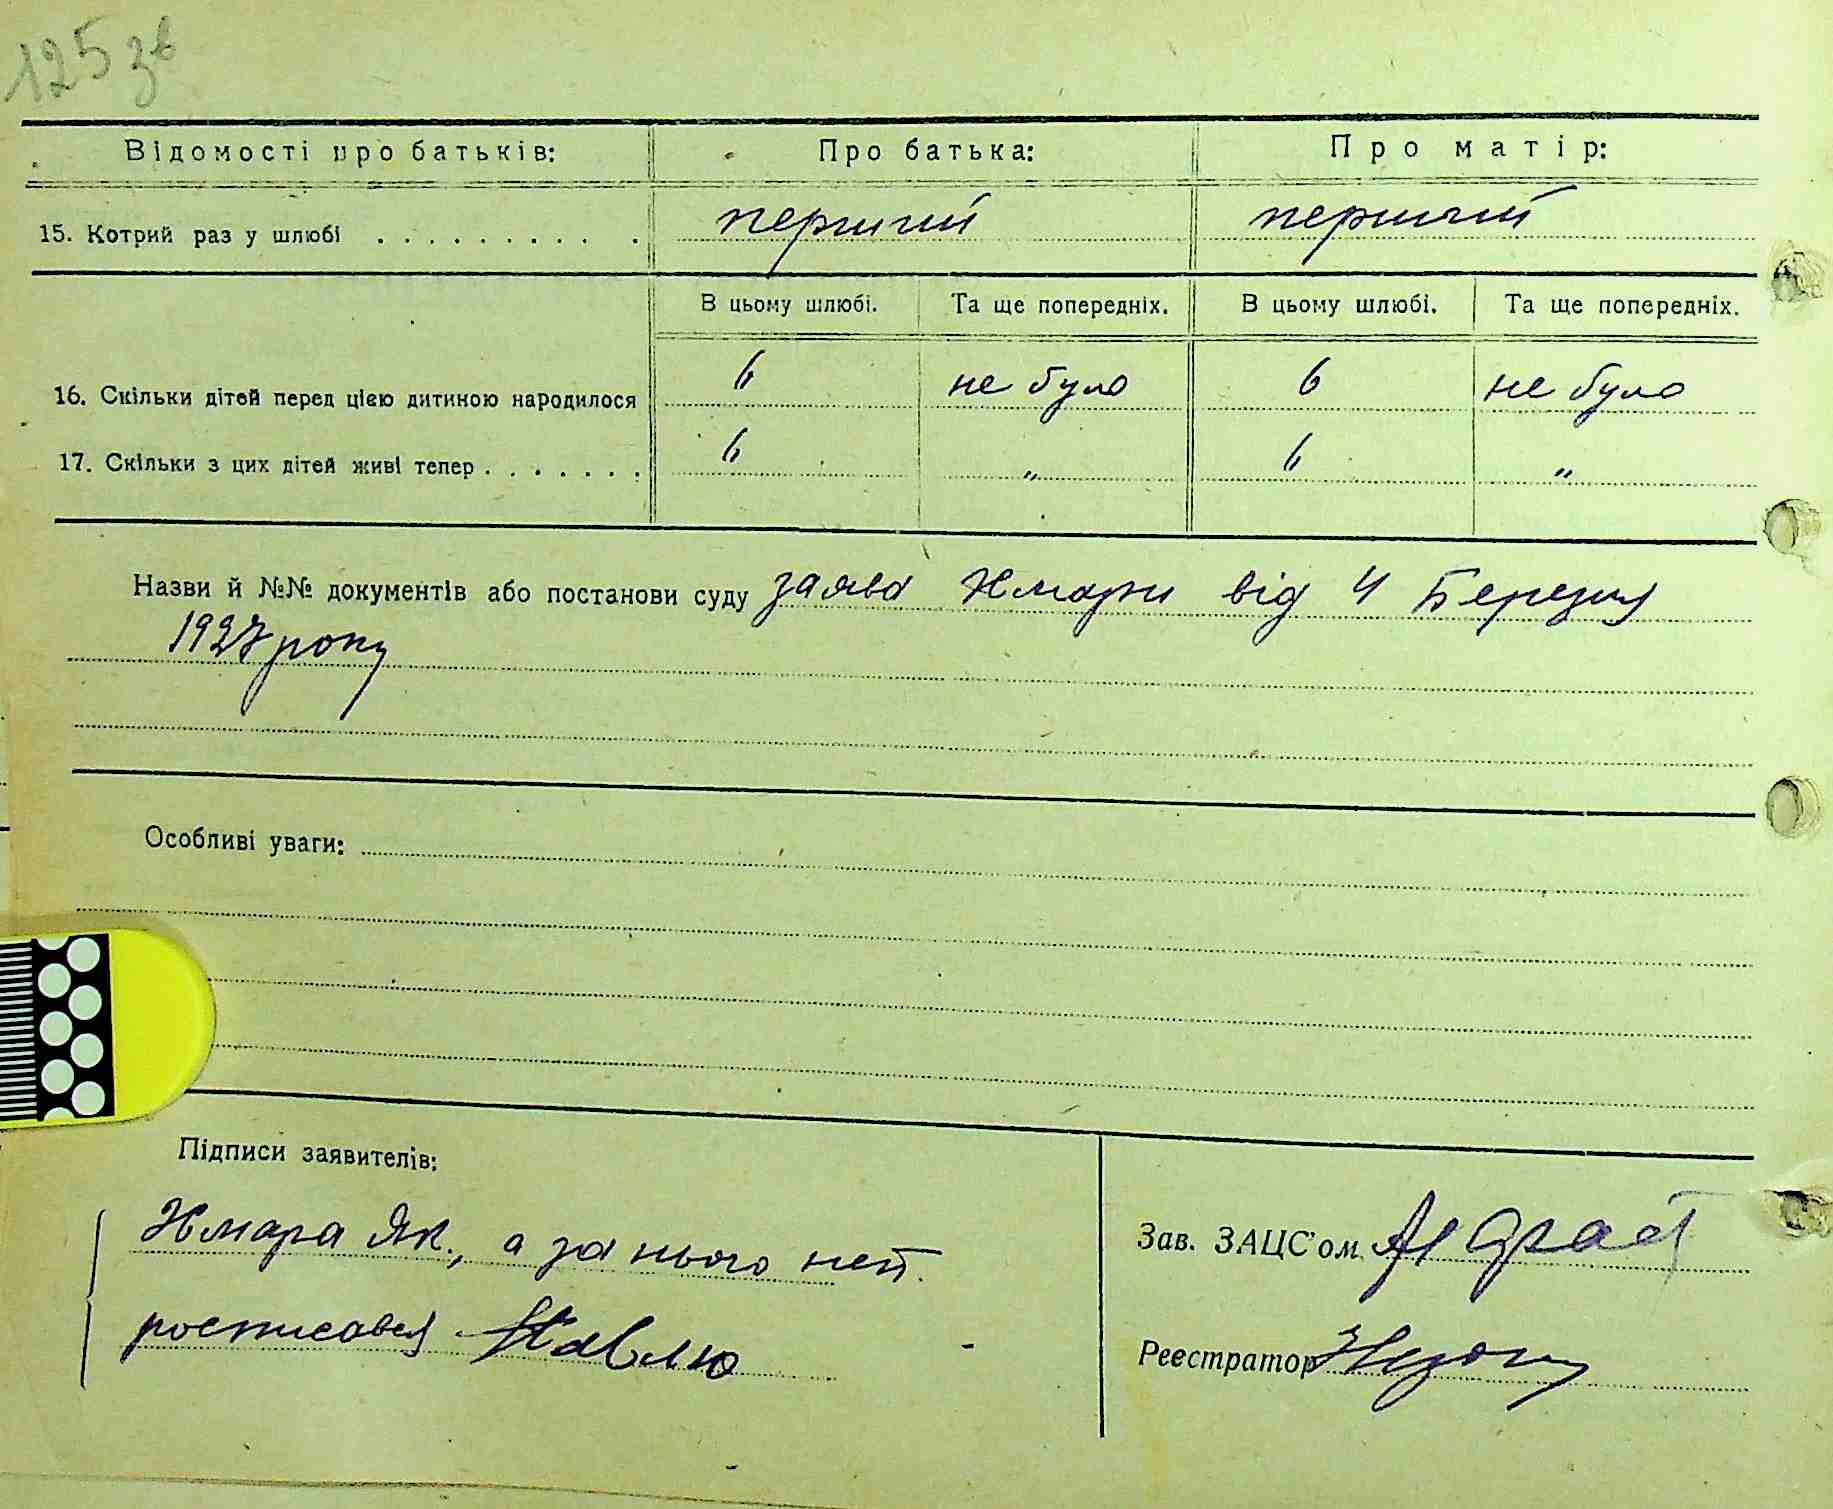 125 зв
Відомості про батьків: Про батька: Про матір:
15. Котрий раз у шлюбі . . . . . . . . . . перший перший
В цьому шлюбі. Та ще попередніх. В цьому шлюбі. Та ще попередніх.
16. Скільки дітей перед цією дитиною народилося 6 не було 6 не було
17. Скільки з цих дітей живі тепер . . . . . . . 6 " 6 "
Назви й №№ документів або постанови суду заява Хмари від 4 Березня
1927 року
Особливі уваги:
Підписи заявителів:
Хмара Як., а за нього неп.
росписався
Зав. ЗАЦС'ом
Реєстратор